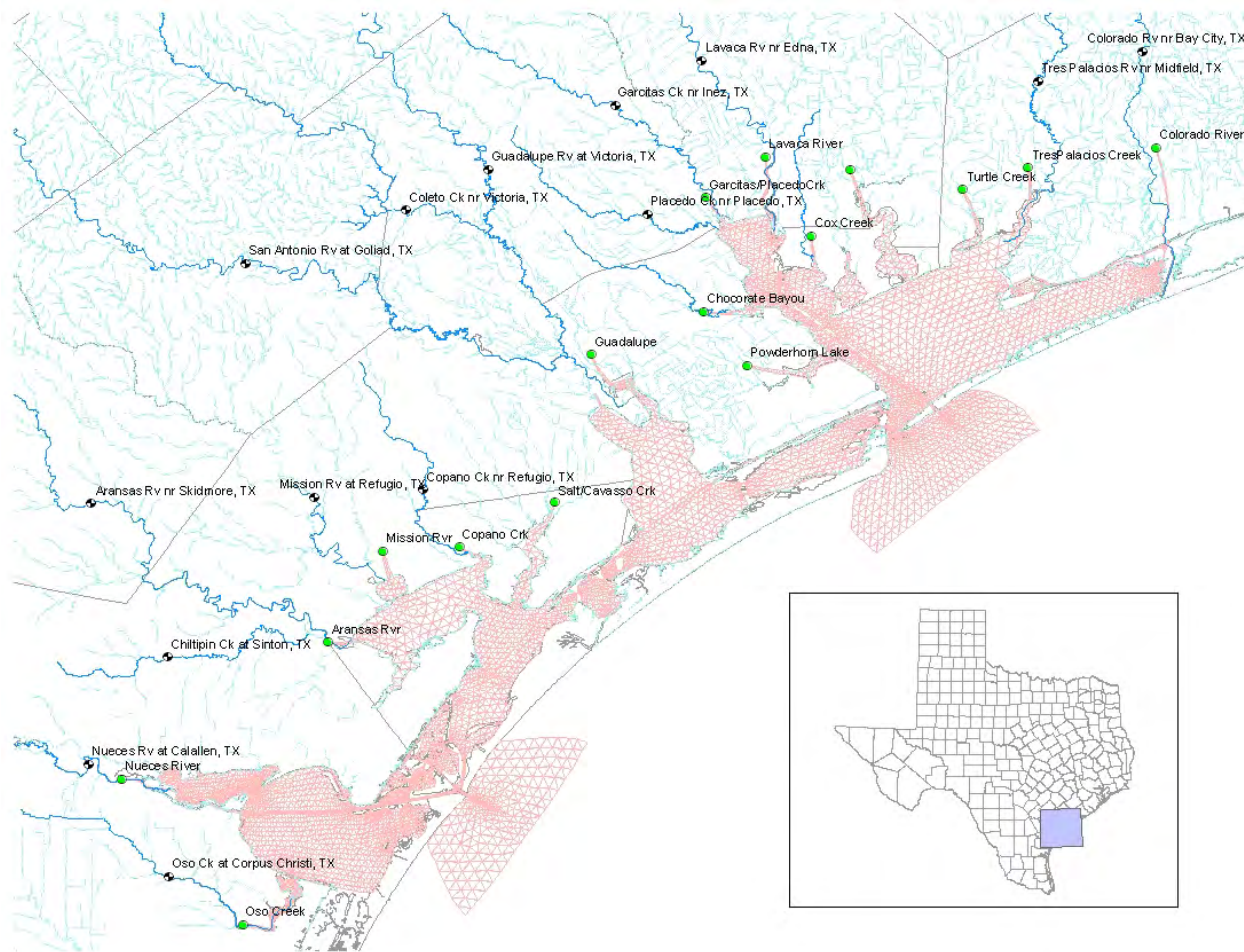 Colorado Rv nr Bay City, TX
Lavaca Rv nr Edna, TX
Tres Palacios Rv nr Midfield, TX
Garcitas Ck nr Inez, TX
Colorado River
Lavaca River
Guadalupe Rv at Victoria, TX
TresPalacios Creek
Turtle Creek
Garcitas/PlacedoCrk
Coleto Ck nr Victoria, TX
Placedo Ck nr Placedo, TX
Cox Creek
San Antonio Rv at Goliad, TX
Chocorate Bayou
Guadalupe
Powderhorn Lake
Copano Ck nr Refugio, TX
Mission Rv at Refugio, TX
Aransas Rv nr Skidmore, TX
Salt/Cavasso Crk
Mission Rvr
Copano Crk
Aransas Rvr
Chiltipin Ck at Sinton, TX
Nueces Rv at Calallen, TX
Nueces River
Oso Ck at Corpus Christi, TX
Oso Creek